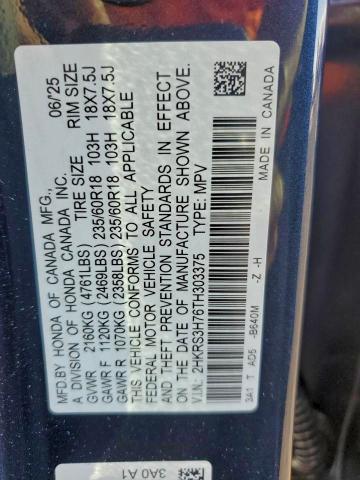 MFD.BY HONDA OF CANADA MFG.,
A DIVISION OF HONDA CANADA INC.
06/'25
TIRE SIZE RIM SIZE
GVWR 2160KG (4761LBS)
GAWR F 1120KG (2469LBS) 235/60R18 103H 18X7.5J
GAWR R 1070KG (2358LBS) 235/60R18 103H 18X7.5J
THIS VEHICLE CONFORMS TO ALL APPLICABLE
FEDERAL MOTOR VEHICLE SAFETY
AND THEFT PREVENTION STANDARDS IN EFFECT
ON THE DATE OF MANUFACTURE SHOWN ABOVE.
V.I.N: 2HKRS3H76TH303375 TYPE: MPV
3A1 T AD5 -B640M -Z -H MADE IN CANADA
3A0 A1